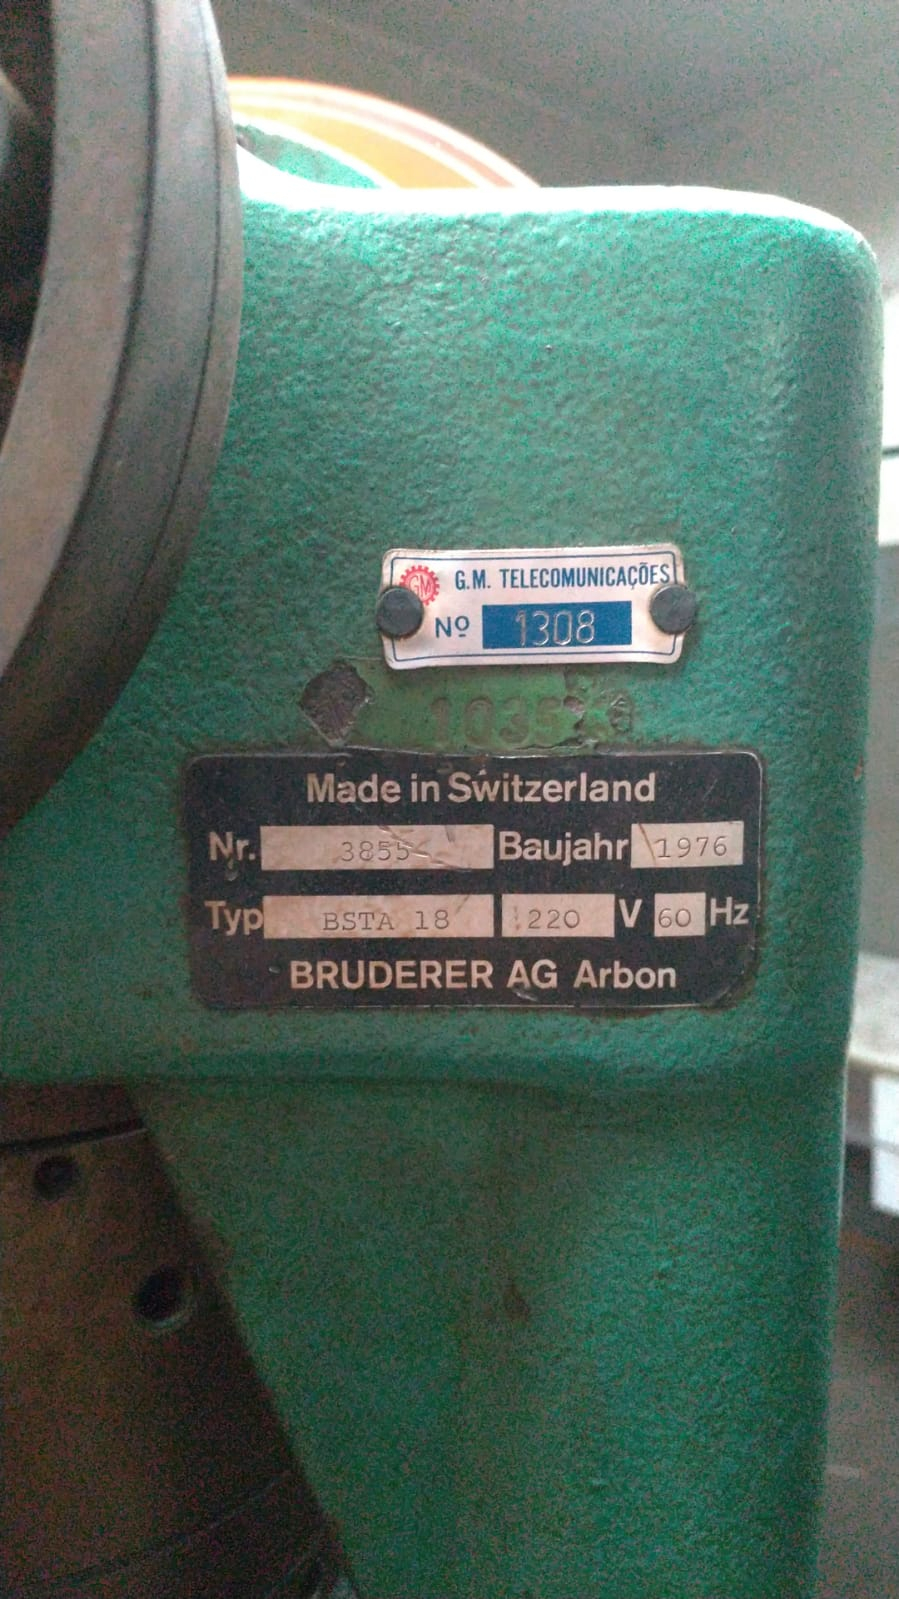 GM G.M. TELECOMUNICAÇÕES
Nº 1308
Made in Switzerland
Nr. 3855 Baujahr 1976
Typ BSTA 18 220 V 60 Hz
BRUDERER AG Arbon